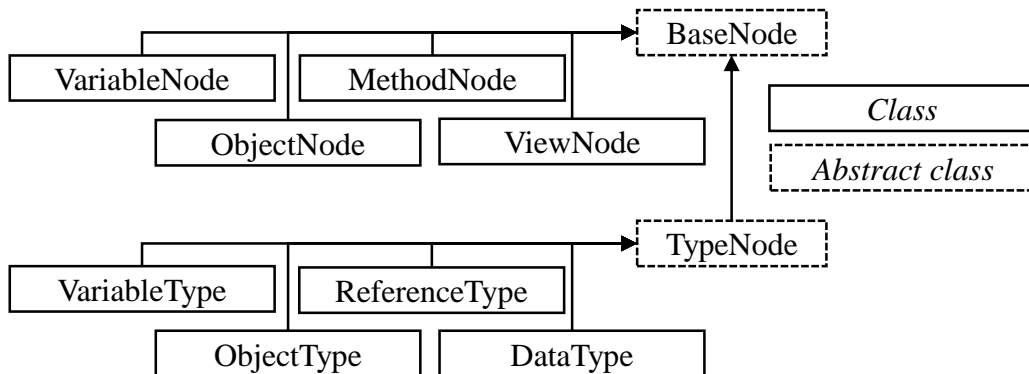 BaseNode
VariableNode
MethodNode
ObjectNode
ViewNode
Class
Abstract class
TypeNode
VariableType
ReferenceType
ObjectType
DataType